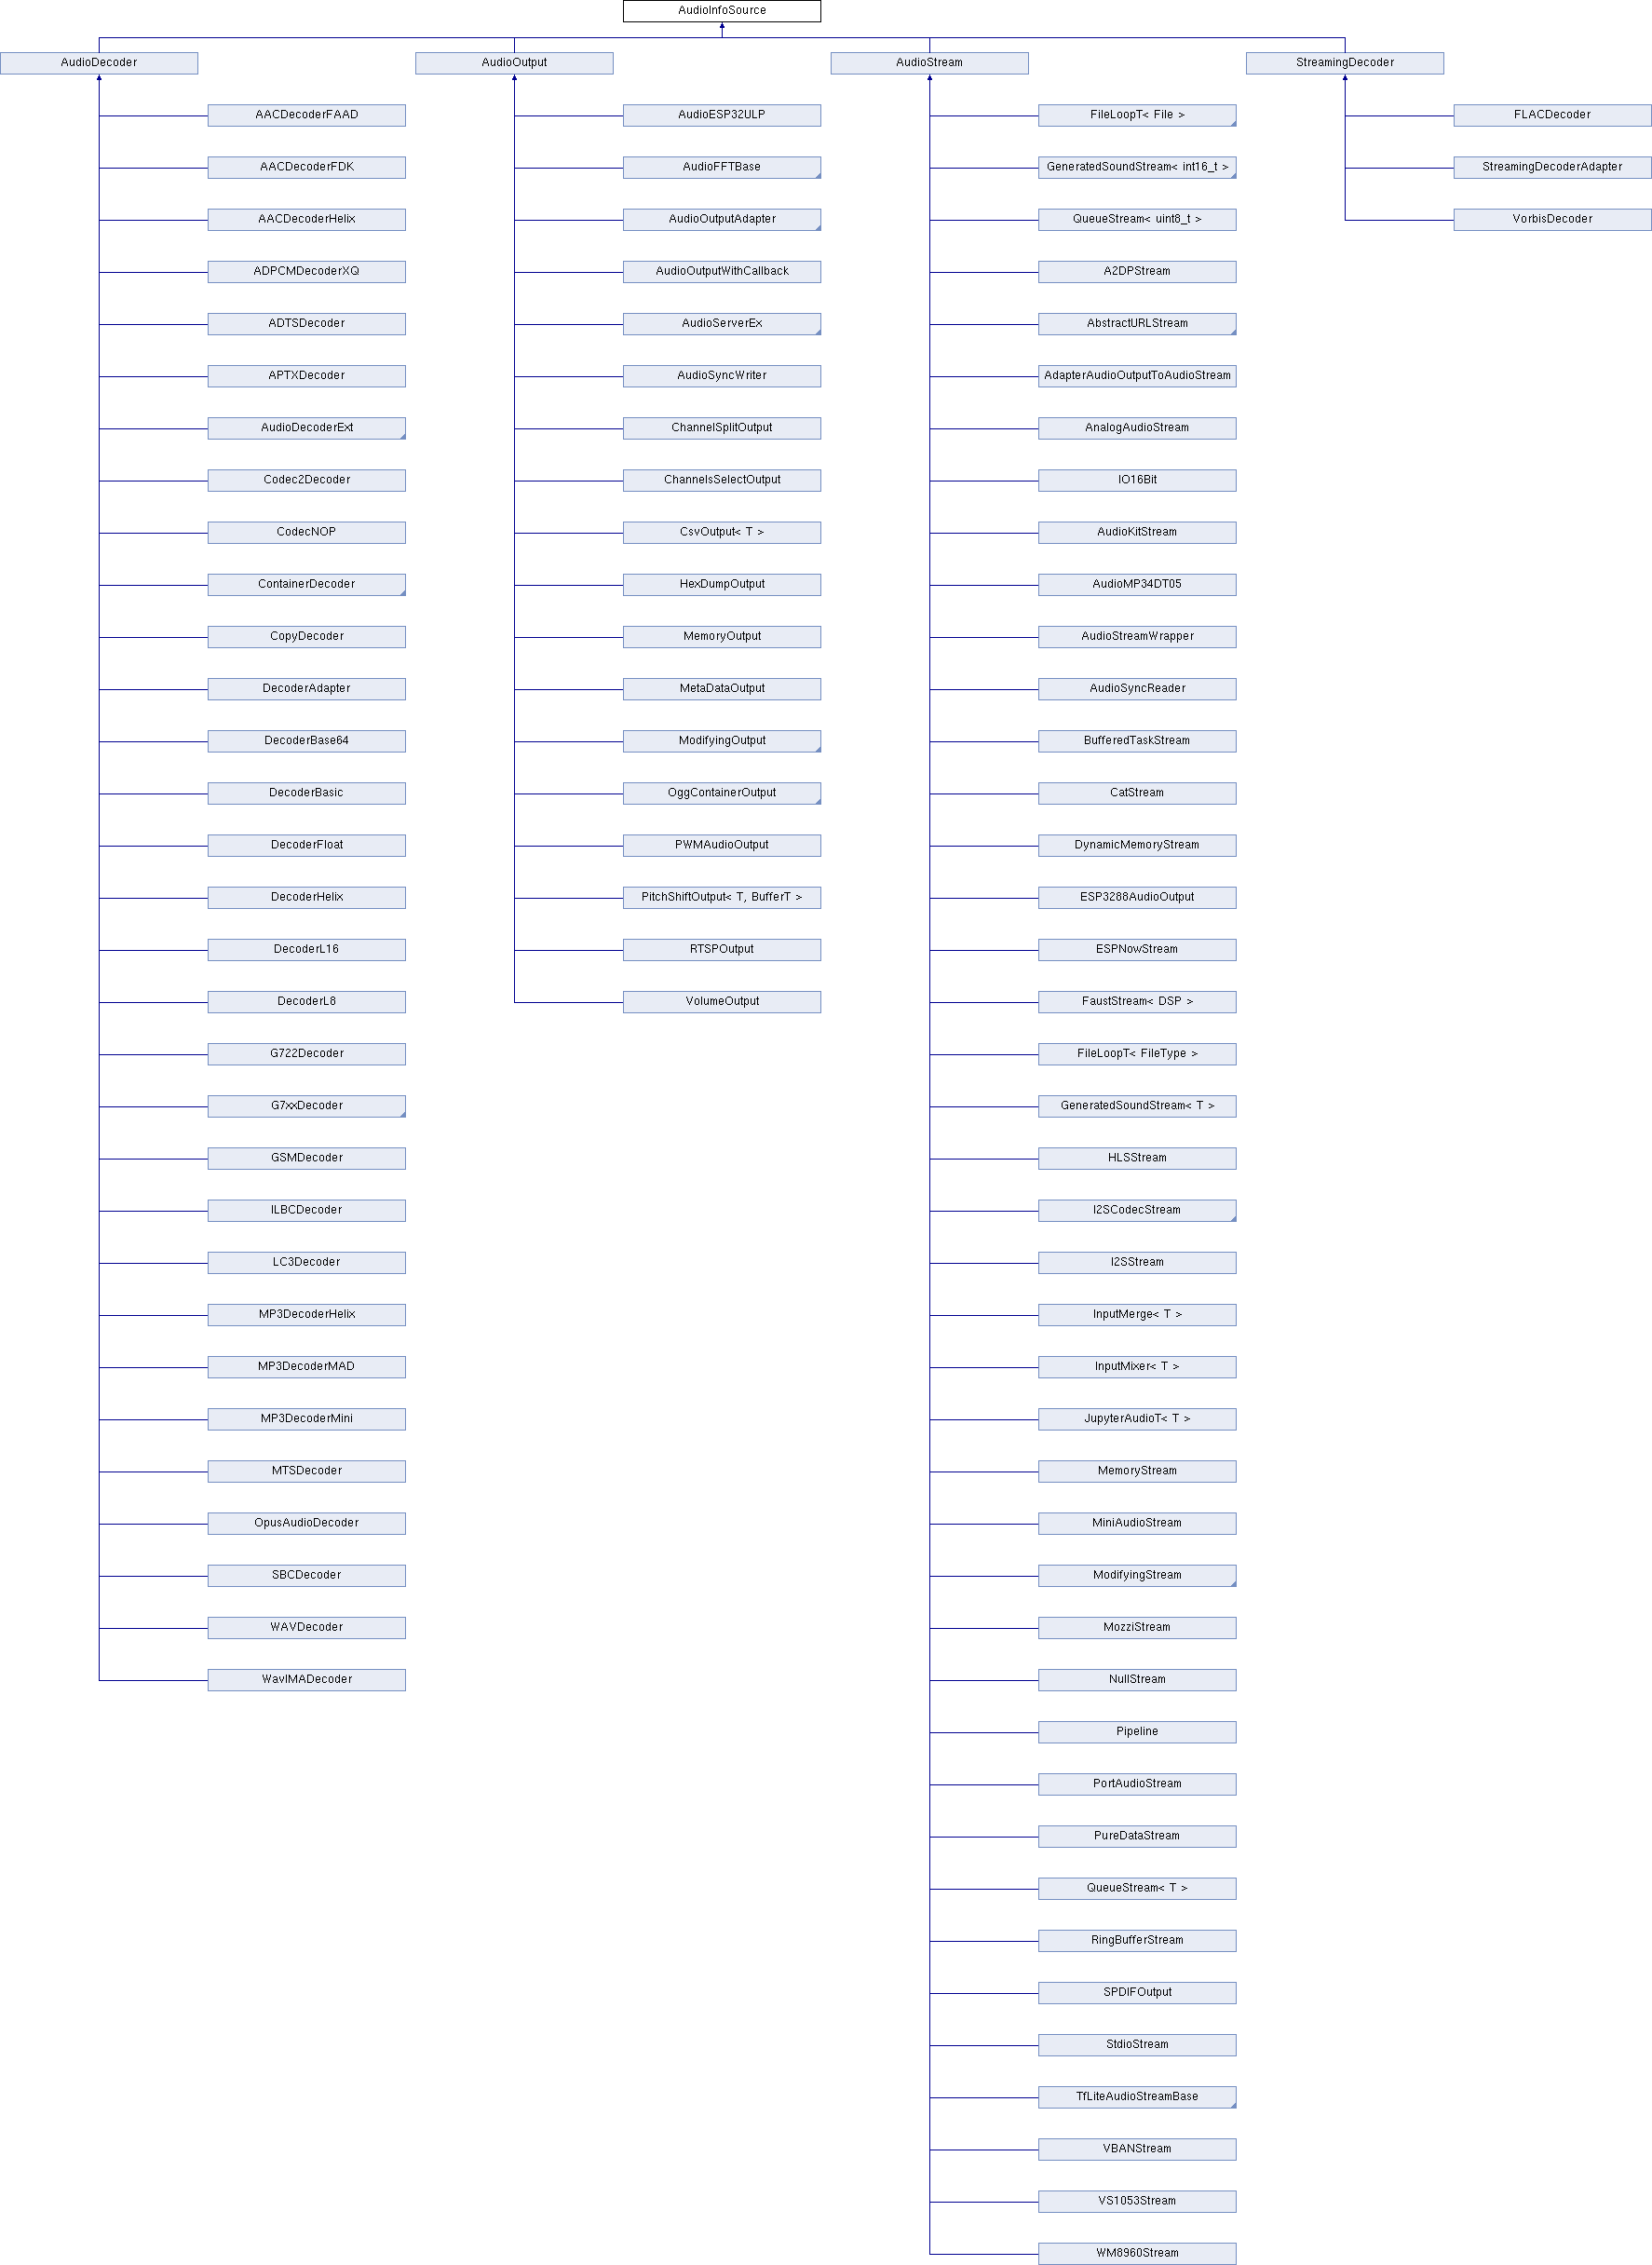 AudioInfoSource
AudioDecoder
AudioOutput
AudioStream
StreamingDecoder
AACDecoderFAAD
AudioESP32ULP
FileLoopT< File >
FLACDecoder
AACDecoderFDK
AudioFFTBase
GeneratedSoundStream< int16_t >
StreamingDecoderAdapter
AACDecoderHelix
AudioOutputAdapter
QueueStream< uint8_t >
VorbisDecoder
ADPCMDecoderXQ
AudioOutputWithCallback
A2DPStream
ADTSDecoder
AudioServerEx
AbstractURLStream
APTXDecoder
AudioSyncWriter
AdapterAudioOutputToAudioStream
AudioDecoderExt
ChannelSplitOutput
AnalogAudioStream
Codec2Decoder
ChannelsSelectOutput
IO16Bit
CodecNOP
CsvOutput< T >
AudioKitStream
ContainerDecoder
HexDumpOutput
AudioMP34DT05
CopyDecoder
MemoryOutput
AudioStreamWrapper
DecoderAdapter
MetaDataOutput
AudioSyncReader
DecoderBase64
ModifyingOutput
BufferedTaskStream
DecoderBasic
OggContainerOutput
CatStream
DecoderFloat
PWMAudioOutput
DynamicMemoryStream
DecoderHelix
PitchShiftOutput< T, BufferT >
ESP3288AudioOutput
DecoderL16
RTSPOutput
ESPNowStream
DecoderL8
VolumeOutput
FaustStream< DSP >
G722Decoder
FileLoopT< FileType >
G7xxDecoder
GeneratedSoundStream< T >
GSMDecoder
HLSStream
ILBCDecoder
I2SCodecStream
LC3Decoder
I2SStream
MP3DecoderHelix
InputMerge< T >
MP3DecoderMAD
InputMixer< T >
MP3DecoderMini
JupyterAudioT< T >
MTSDecoder
MemoryStream
OpusAudioDecoder
MiniAudioStream
SBCDecoder
ModifyingStream
WAVDecoder
MozziStream
WavIMADecoder
NullStream
Pipeline
PortAudioStream
PureDataStream
QueueStream< T >
RingBufferStream
SPDIFOutput
StdioStream
TfLiteAudioStreamBase
VBANStream
VS1053Stream
WM8960Stream